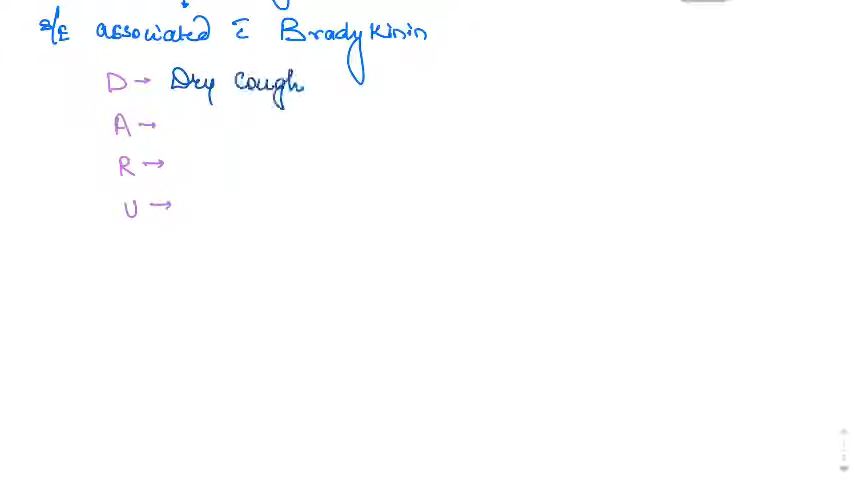 S/E associated c̄ Bradykinin
D → Dry Cough
A →
R →
U →